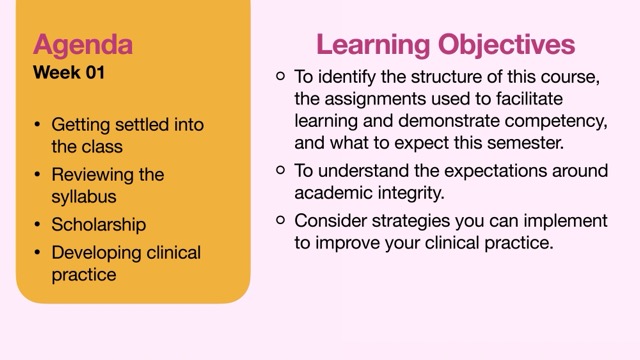 Agenda
Week 01
• Getting settled into
the class
• Reviewing the
syllabus
• Scholarship
• Developing clinical
practice
Learning Objectives
○ To identify the structure of this course,
the assignments used to facilitate
learning and demonstrate competency,
and what to expect this semester.
○ To understand the expectations around
academic integrity.
○ Consider strategies you can implement
to improve your clinical practice.